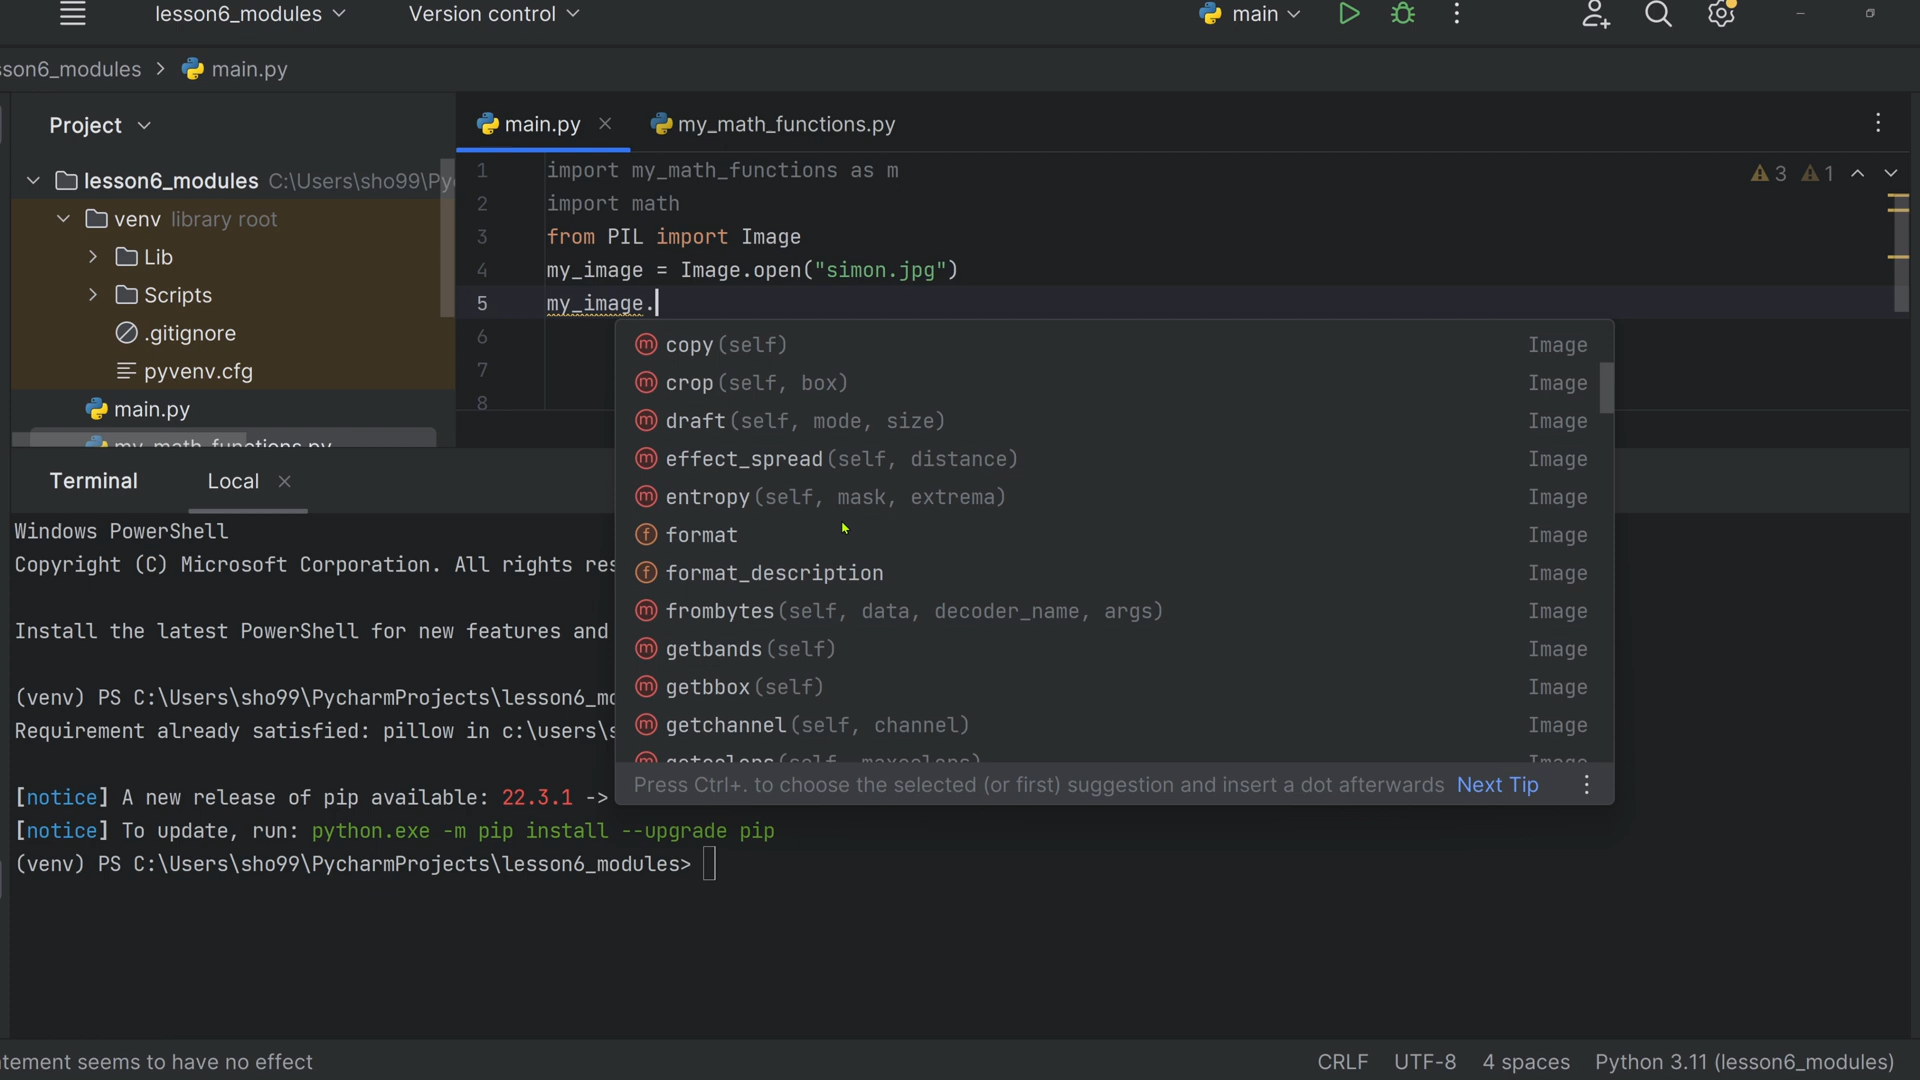 lesson6_modules
Version control
main
son6_modules > main.py
Project
main.py
my_math_functions.py
lesson6_modules C:\Users\sho99\Py
venv library root
Lib
Scripts
.gitignore
pyvenv.cfg
main.py
my_math_functions.py
1 import my_math_functions as m
2 import math
3 from PIL import Image
4 my_image = Image.open("simon.jpg")
5 my_image.
6
7
8
3 1
copy(self) Image
crop(self, box) Image
draft(self, mode, size) Image
effect_spread(self, distance) Image
entropy(self, mask, extrema) Image
format Image
format_description Image
frombytes(self, data, decoder_name, args) Image
getbands(self) Image
getbbox(self) Image
getchannel(self, channel) Image
getcolors(self, maxcolors) Image
Press Ctrl+. to choose the selected (or first) suggestion and insert a dot afterwards Next Tip
Terminal
Local
Windows PowerShell
Copyright (C) Microsoft Corporation. All rights res
Install the latest PowerShell for new features and
(venv) PS C:\Users\sho99\PycharmProjects\lesson6_mo
Requirement already satisfied: pillow in c:\users\s
[notice] A new release of pip available: 22.3.1 ->
[notice] To update, run: python.exe -m pip install --upgrade pip
(venv) PS C:\Users\sho99\PycharmProjects\lesson6_modules>
tement seems to have no effect
CRLF UTF-8 4 spaces Python 3.11 (lesson6_modules)